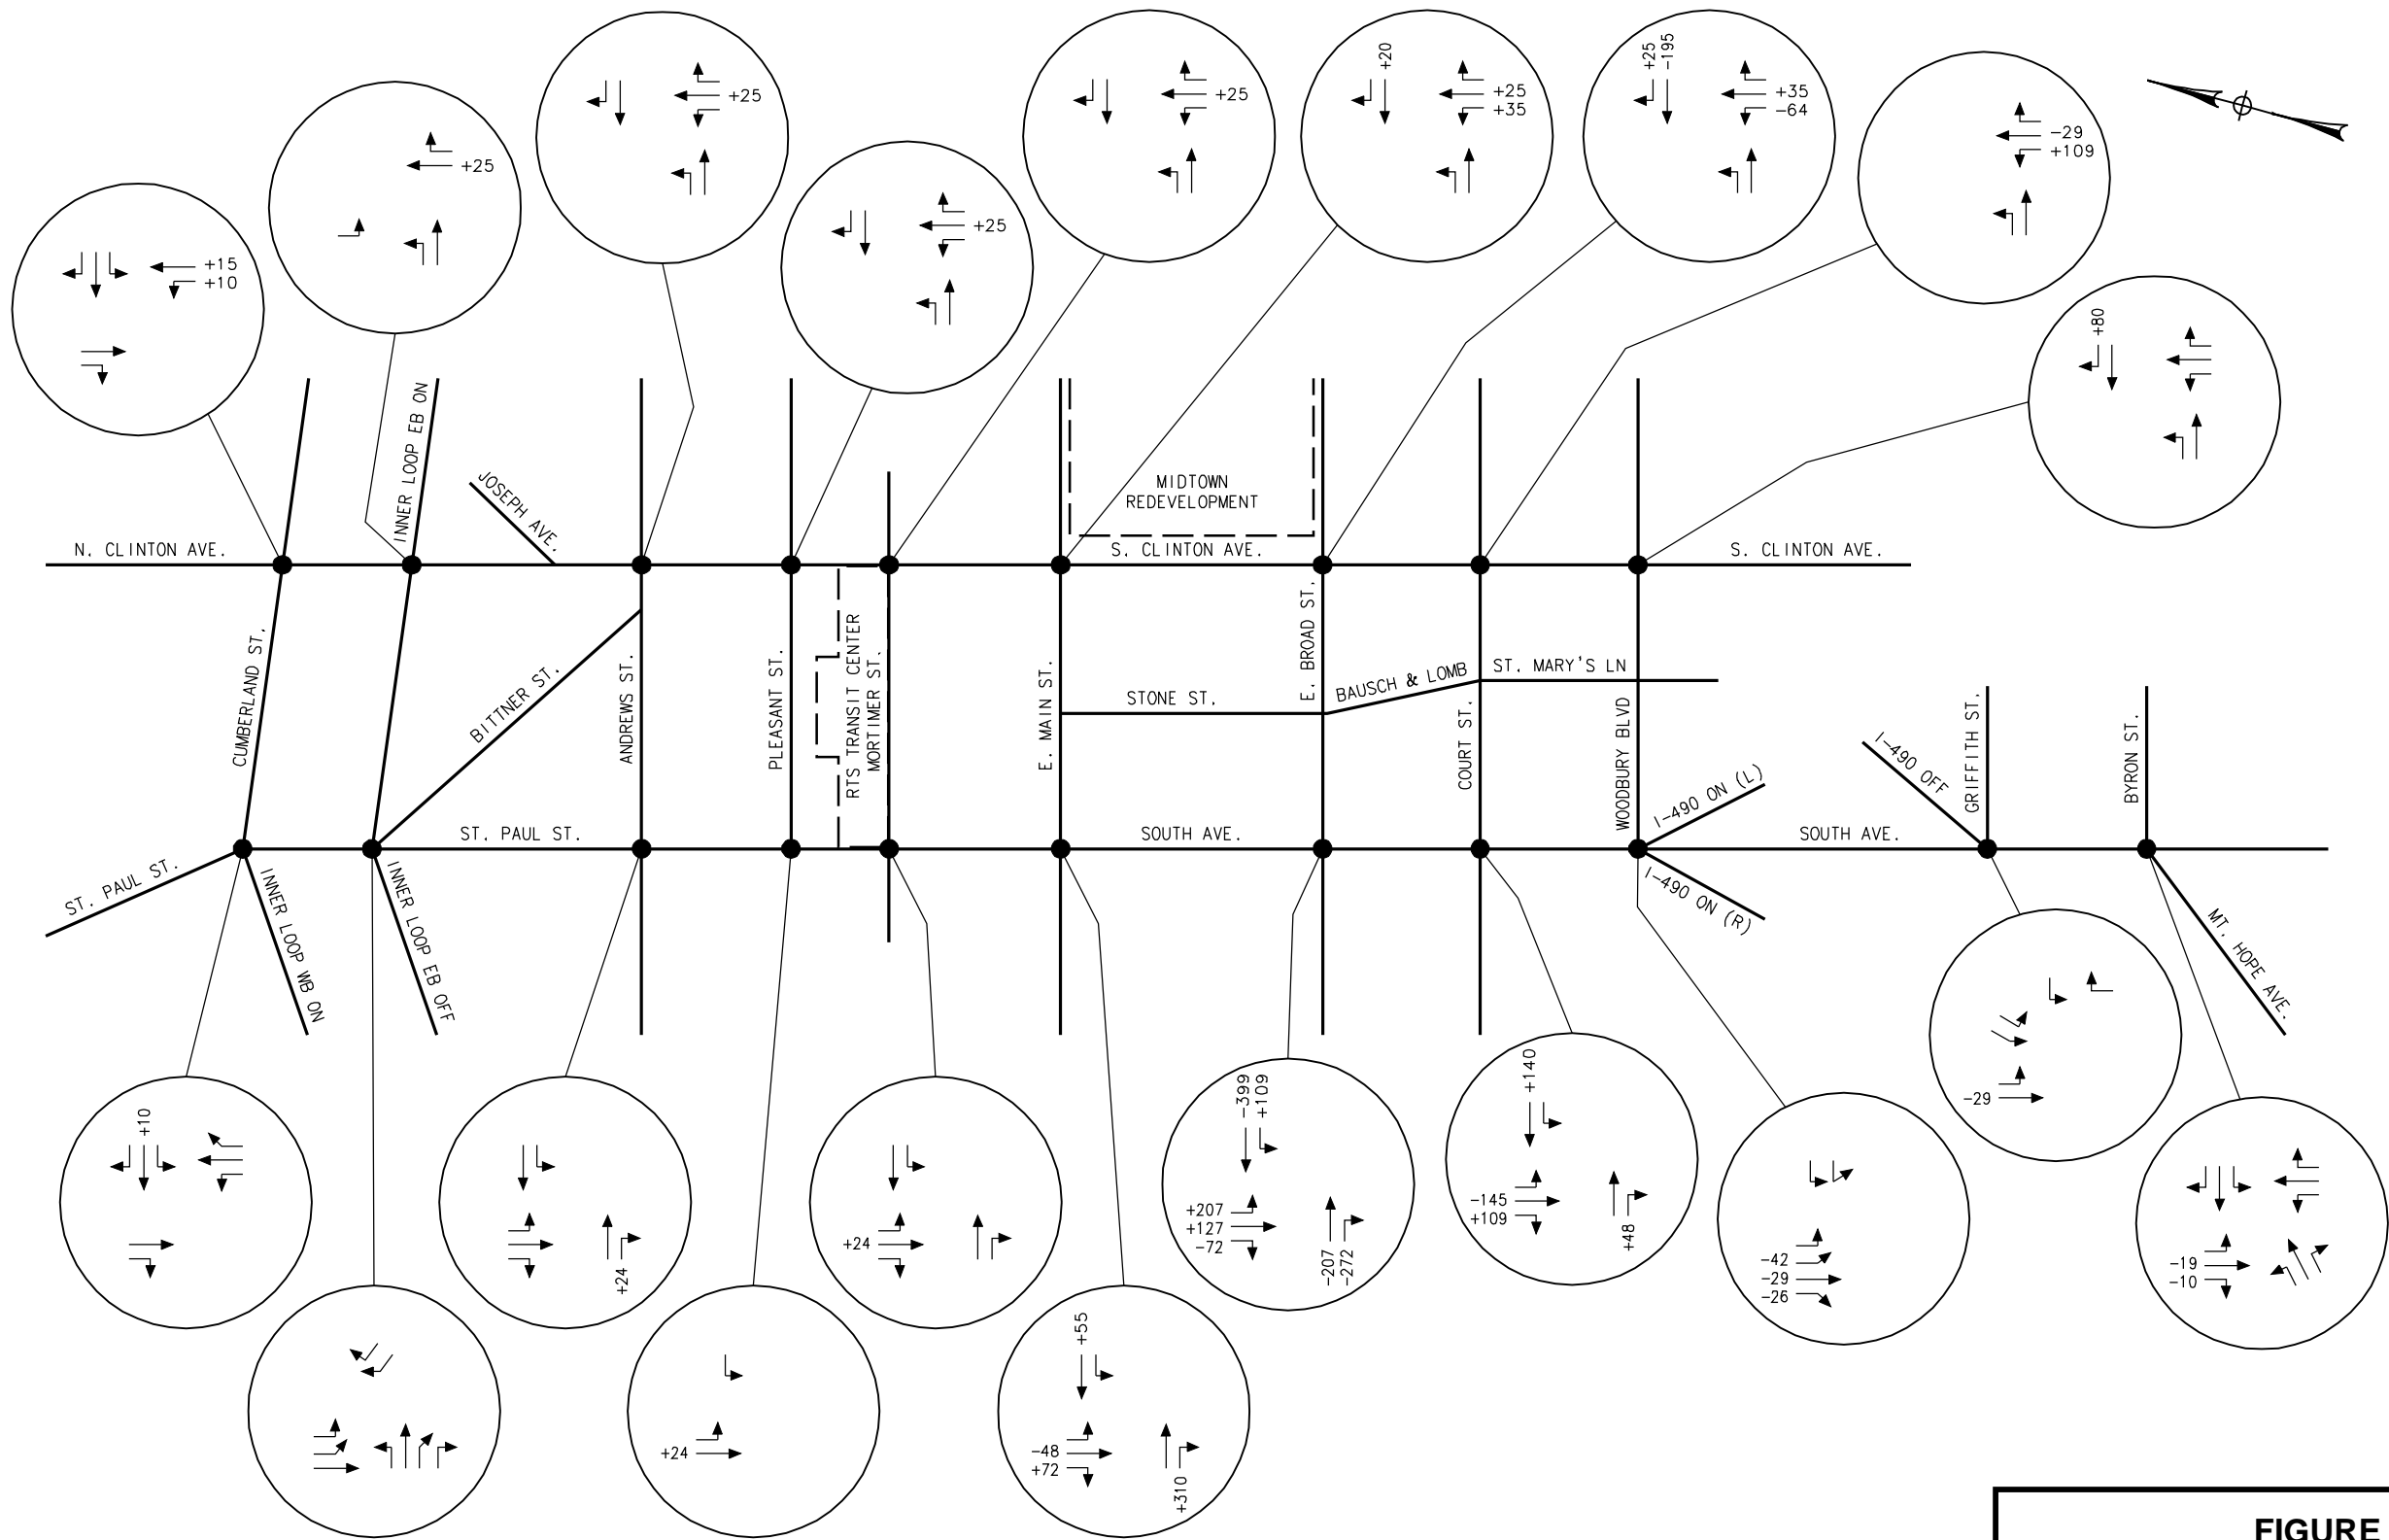 +20
+25
-195
+25
+25
+25
+35
+35
-64
-29
+109
+25
+25
+15
+10
+80
INNER LOOP EB ON
JOSEPH AVE.
MIDTOWN
REDEVELOPMENT
N. CLINTON AVE.
S. CLINTON AVE.
S. CLINTON AVE.
CUMBERLAND ST.
BITTNER ST.
ANDREWS ST.
PLEASANT ST.
RTS TRANSIT CENTER
MORTIMER ST.
E. MAIN ST.
STONE ST.
E. BROAD ST.
BAUSCH & LOMB
ST. MARY'S LN
COURT ST.
WOODBURY BLVD
I-490 ON (L)
I-490 OFF
GRIFFITH ST.
BYRON ST.
ST. PAUL ST.
SOUTH AVE.
SOUTH AVE.
ST. PAUL ST.
INNER LOOP WB ON
INNER LOOP EB OFF
I-490 ON (R)
MT. HOPE AVE.
+10
+24
+24
-399
+109
+207
+127
-72
-207
-272
+140
-145
+109
+48
-42
-29
-26
-29
-19
-10
+24
+55
-48
+72
+310
FIGURE